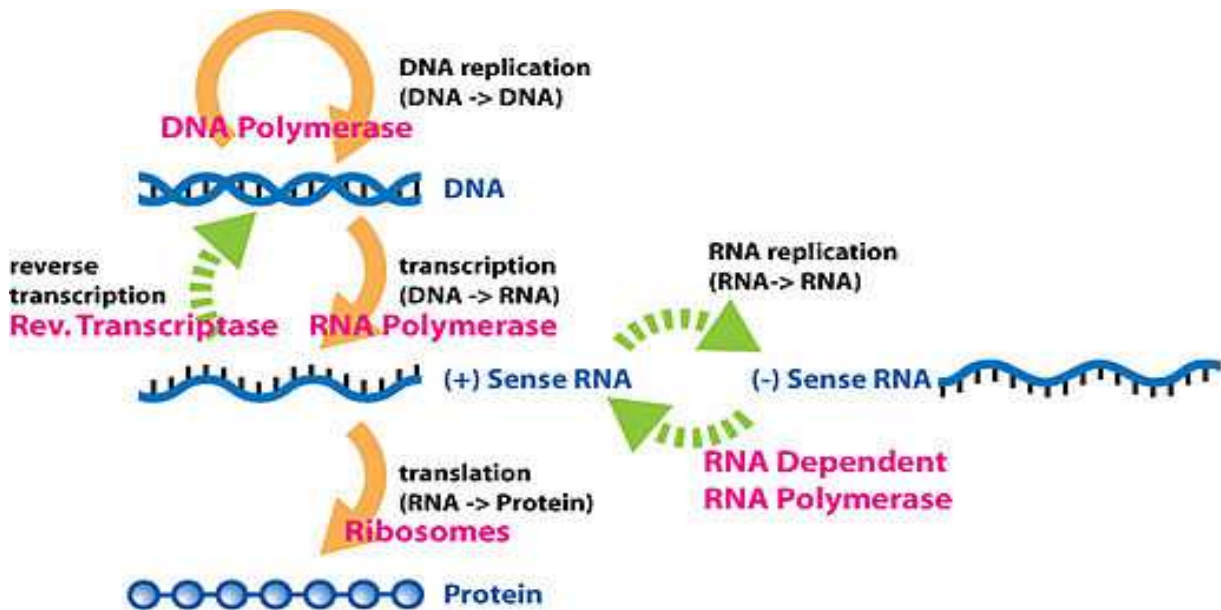 DNA replication
(DNA -> DNA)
DNA Polymerase
DNA
reverse
transcription
Rev. Transcriptase
transcription
(DNA -> RNA)
RNA Polymerase
RNA replication
(RNA-> RNA)
(+) Sense RNA
(-) Sense RNA
RNA Dependent
RNA Polymerase
translation
(RNA -> Protein)
Ribosomes
Protein